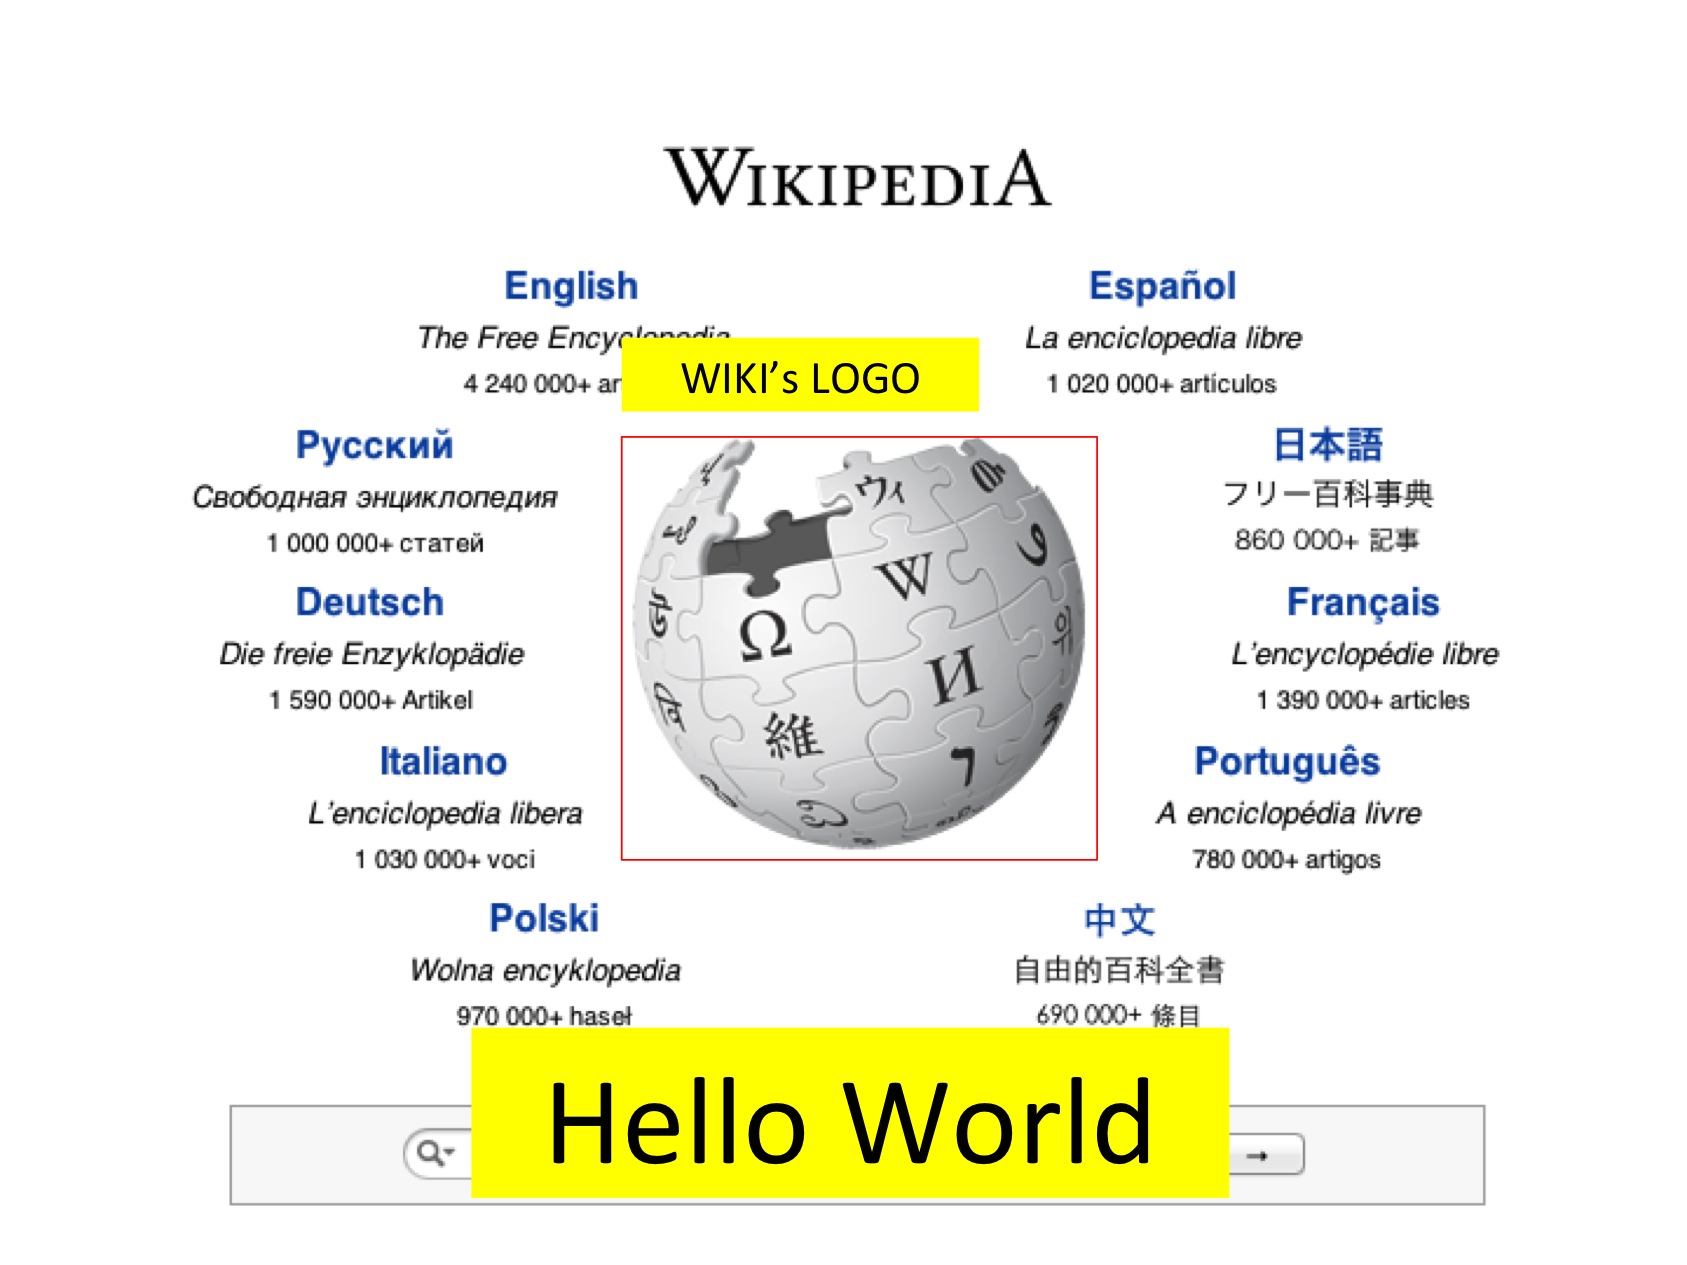 WIKIPEDIA
English
The Free Encyclopedia
4 240 000+
Español
La enciclopedia libre
1 020 000+ artículos
WIKI's LOGO
Русский
Свободная энциклопедия
1 000 000+ статей
日本語
フリー百科事典
860 000+ 記事
Deutsch
Die freie Enzyklopädie
1 590 000+ Artikel
Français
L'encyclopédie libre
1 390 000+ articles
Italiano
L'enciclopedia libera
1 030 000+ voci
Português
A enciclopédia livre
780 000+ artigos
Polski
Wolna encyklopedia
970 000+ haseł
中文
自由的百科全書
690 000+ 條目
ウィ
W
Ω
И
維
Hello World